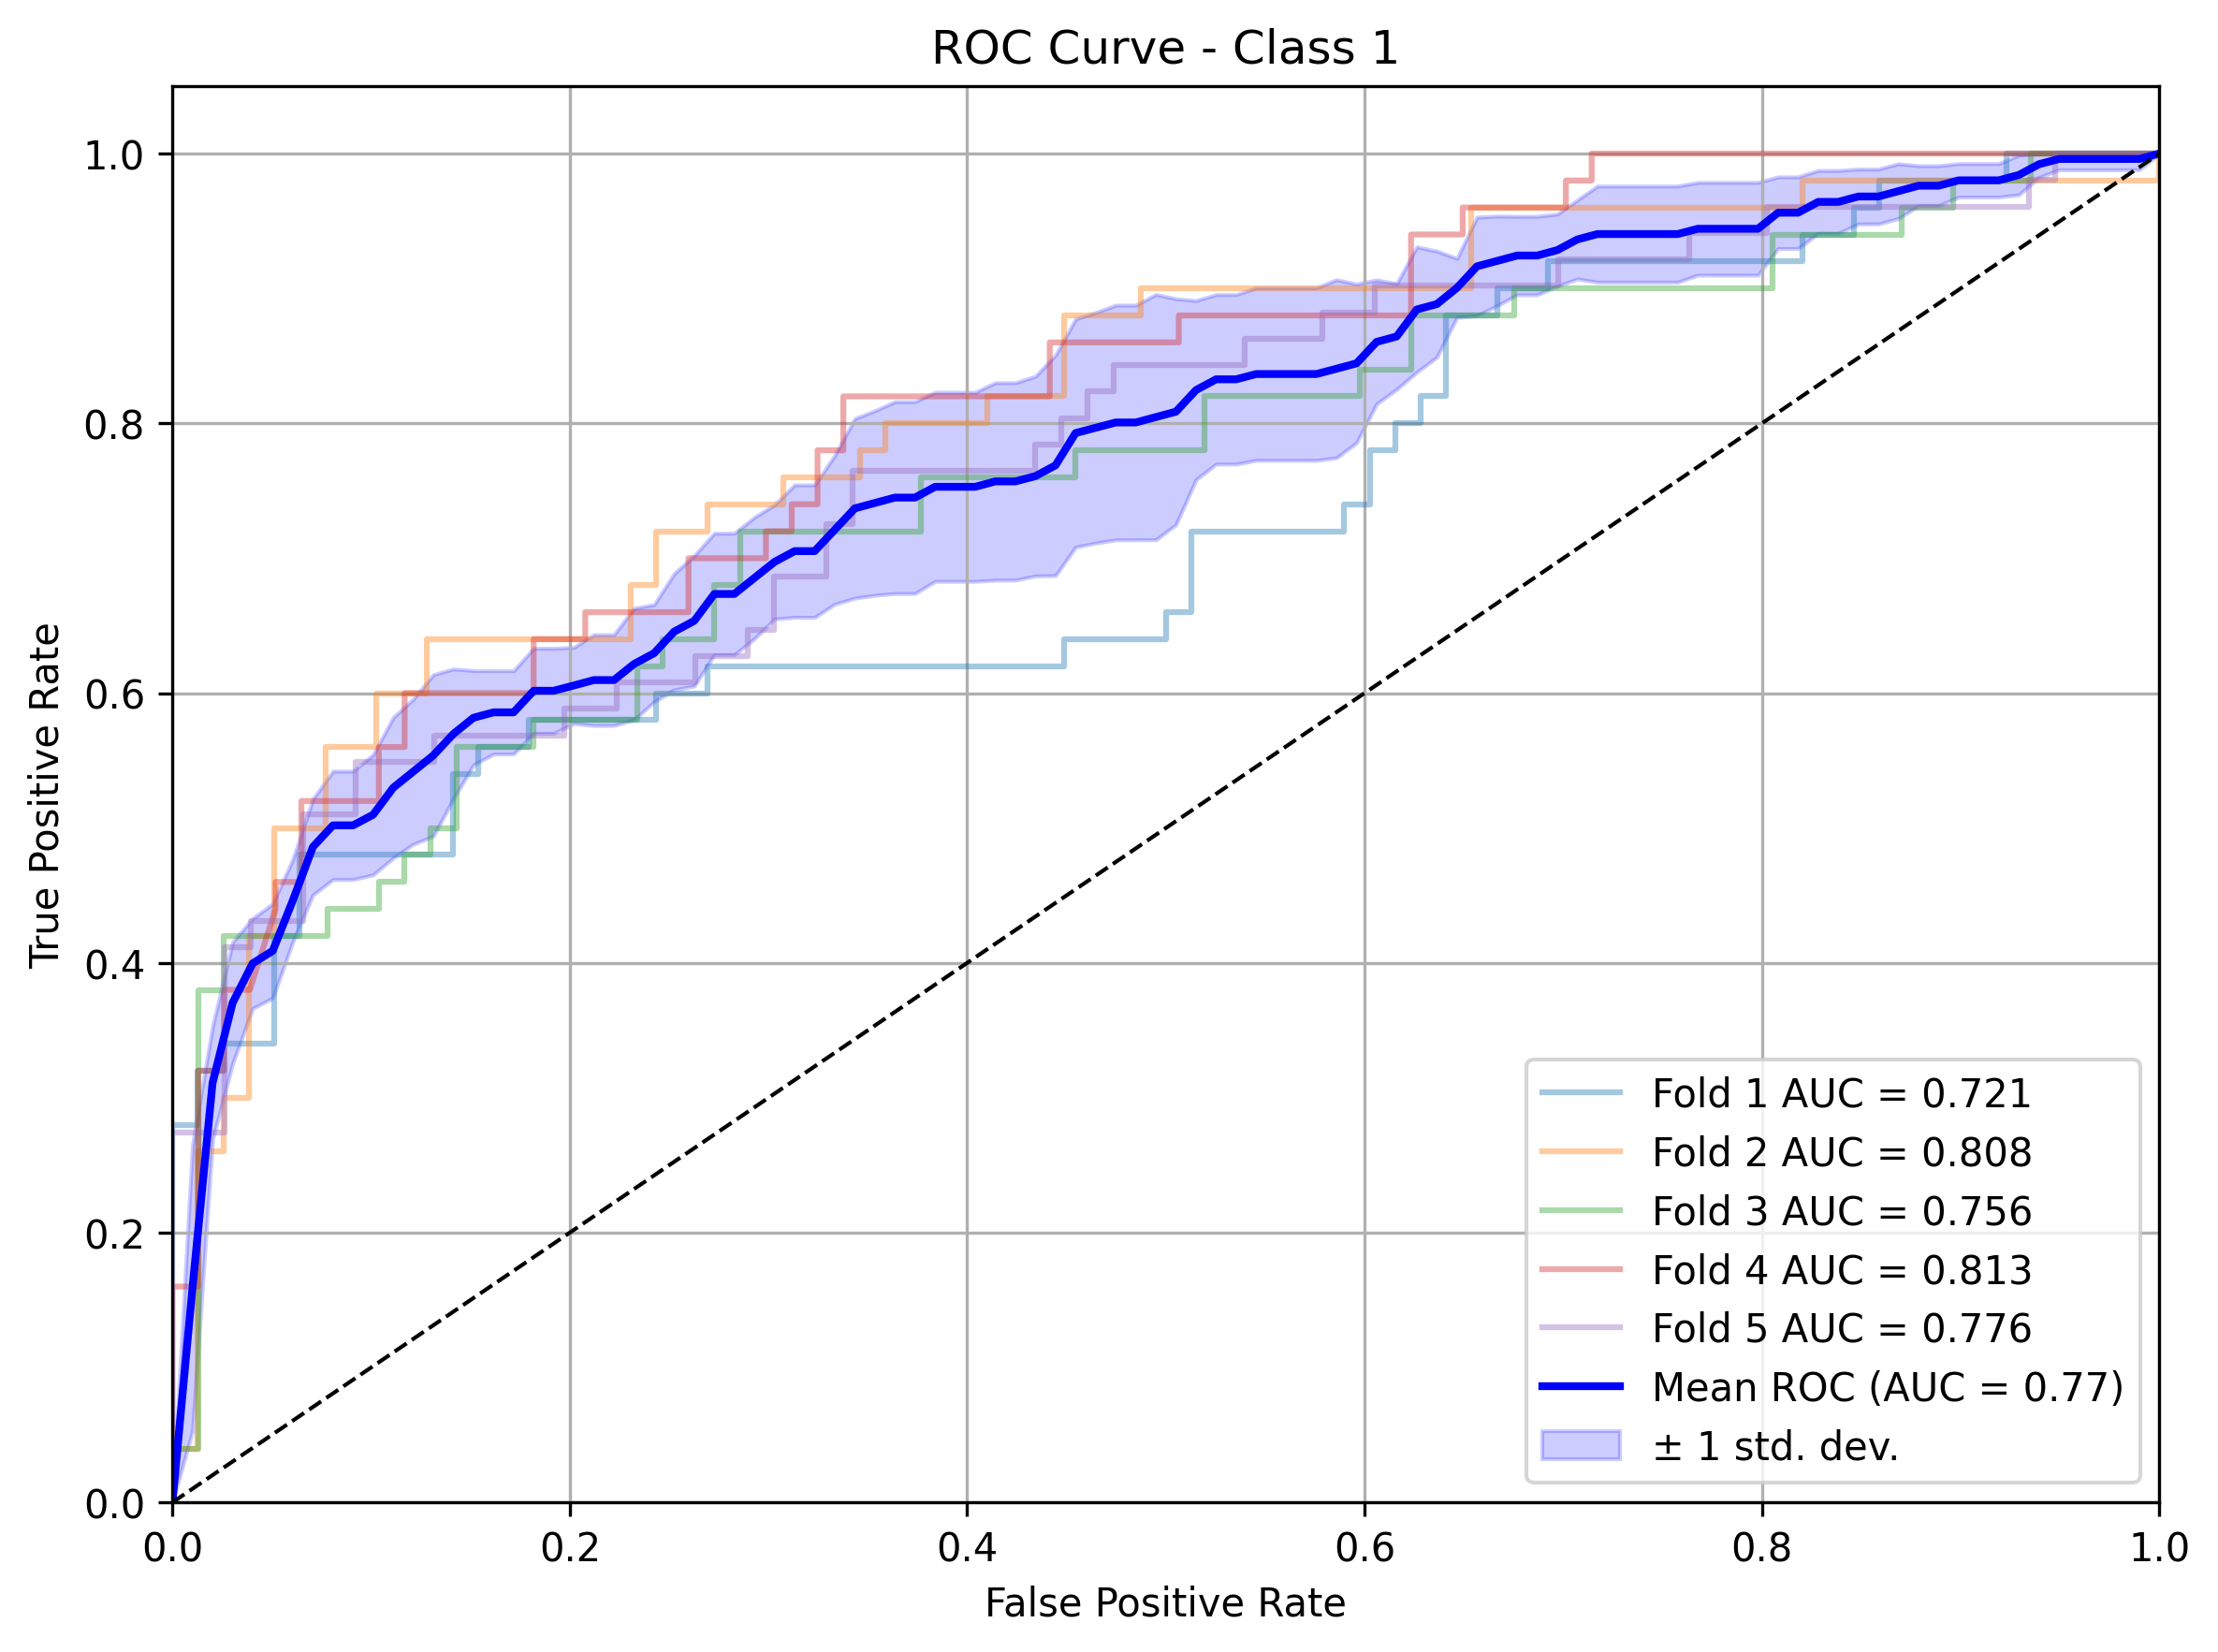 ROC Curve - Class 1
True Positive Rate
1.0
0.8
0.6
0.4
0.2
0.0
0.0 0.2 0.4 0.6 0.8 1.0
False Positive Rate
Fold 1 AUC = 0.721
Fold 2 AUC = 0.808
Fold 3 AUC = 0.756
Fold 4 AUC = 0.813
Fold 5 AUC = 0.776
Mean ROC (AUC = 0.77)
± 1 std. dev.